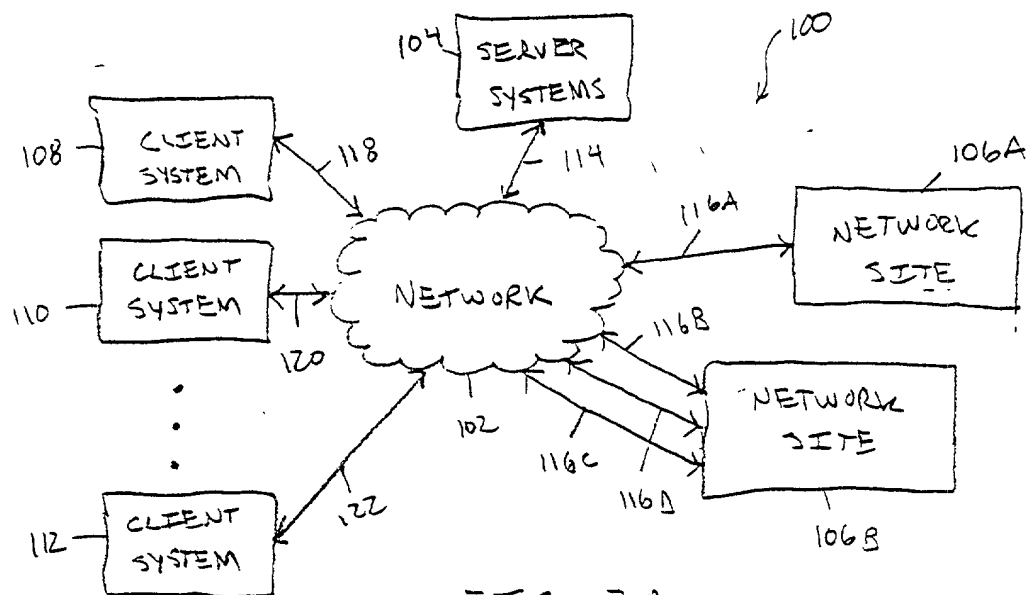 100
104
SERVER
SYSTEMS
114
108
CLIENT
SYSTEM
118
106A
NETWORK
SITE
116A
110
CLIENT
SYSTEM
120
NETWORK
102
116B
NETWORK
SITE
106B
116C
116D
112
CLIENT
SYSTEM
122